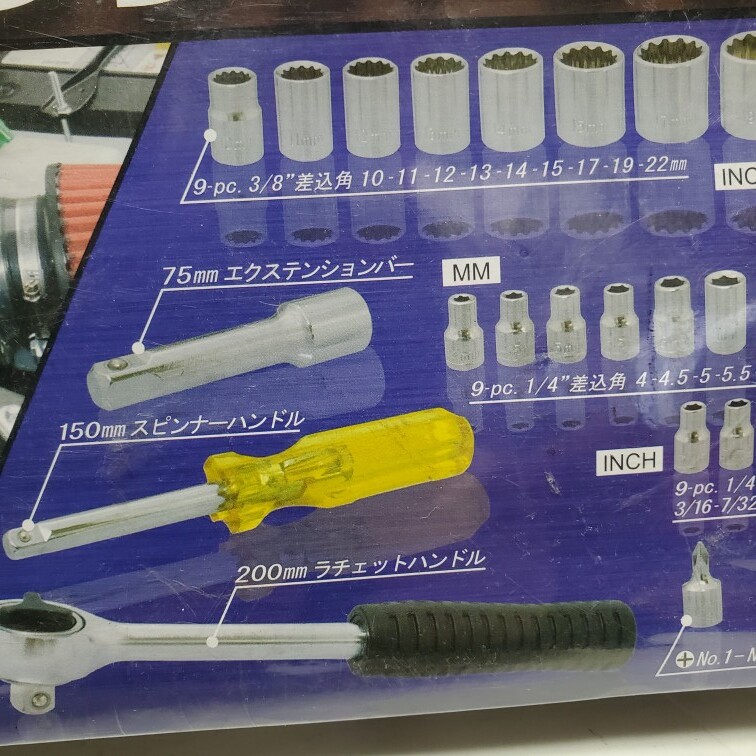 9-pc. 3/8”差込角 10-11-12-13-14-15-17-19-22mm
INC
75mm エクステンションバー
MM
9-pc. 1/4”差込角 4-4.5-5-5.5
150mm スピンナーハンドル
INCH
9-pc. 1/4
3/16-7/32
200mm ラチェットハンドル
No.1-N